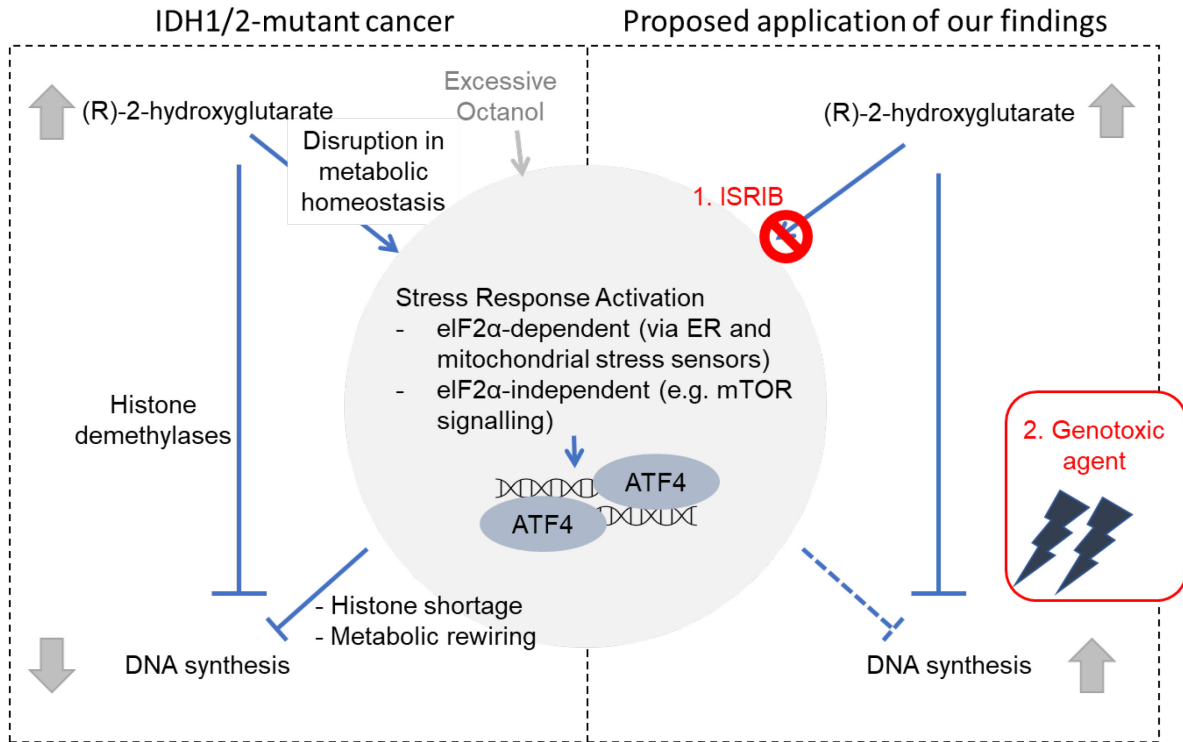 IDH1/2-mutant cancer
(R)-2-hydroxyglutarate
Excessive
Octanol
Disruption in
metabolic
homeostasis
Histone
demethylases
Stress Response Activation
- eIF2α-dependent (via ER and
mitochondrial stress sensors)
- eIF2α-independent (e.g. mTOR
signalling)
ATF4
ATF4
- Histone shortage
- Metabolic rewiring
DNA synthesis
Proposed application of our findings
(R)-2-hydroxyglutarate
1. ISRIB
2. Genotoxic
agent
DNA synthesis